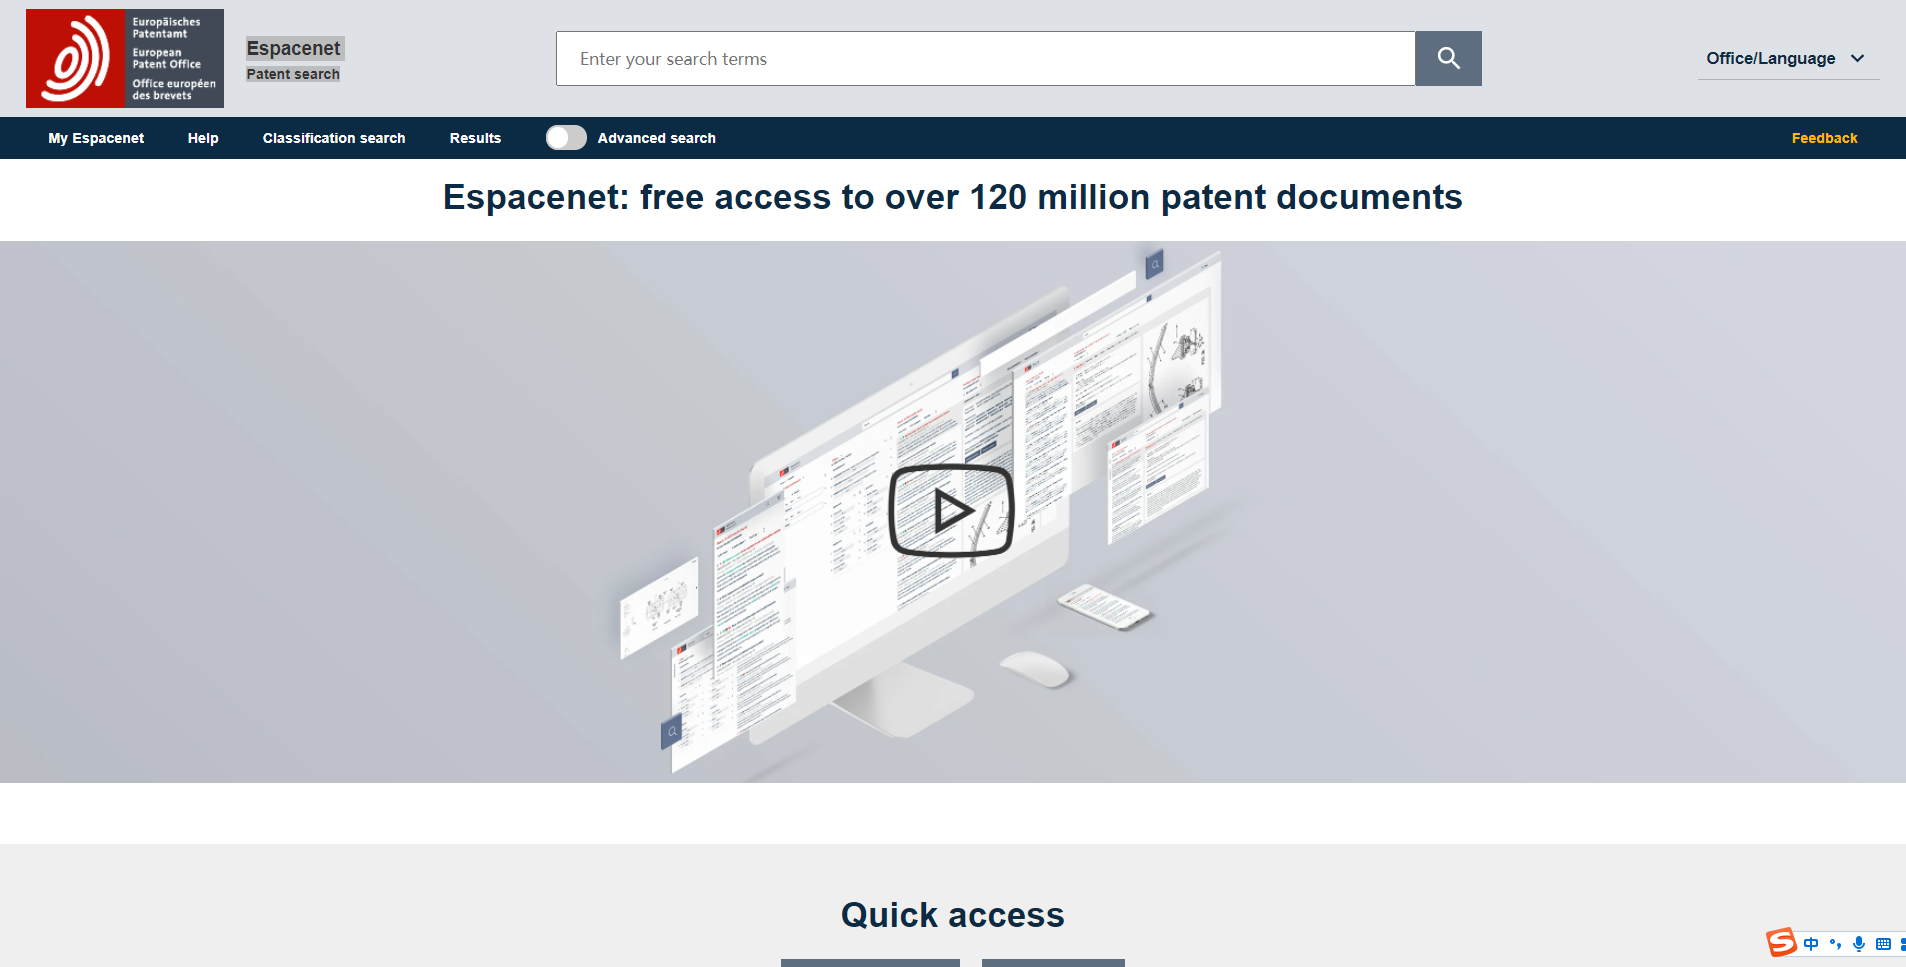 Europäisches
Patentamt
European
Patent Office
Office européen
des brevets
Espacenet
Patent search
Enter your search terms
Office/Language
My Espacenet
Help
Classification search
Results
Advanced search
Feedback
Espacenet: free access to over 120 million patent documents
Quick access
S
中